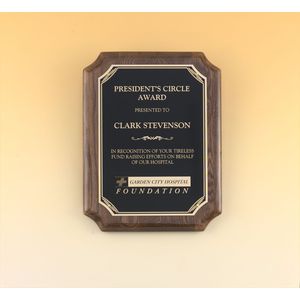 PRESIDENT'S CIRCLE
AWARD
PRESENTED TO
CLARK STEVENSON
IN RECOGNITION OF YOUR TIRELESS
FUND RAISING EFFORTS ON BEHALF
OF OUR HOSPITAL
GARDEN CITY HOSPITAL
FOUNDATION